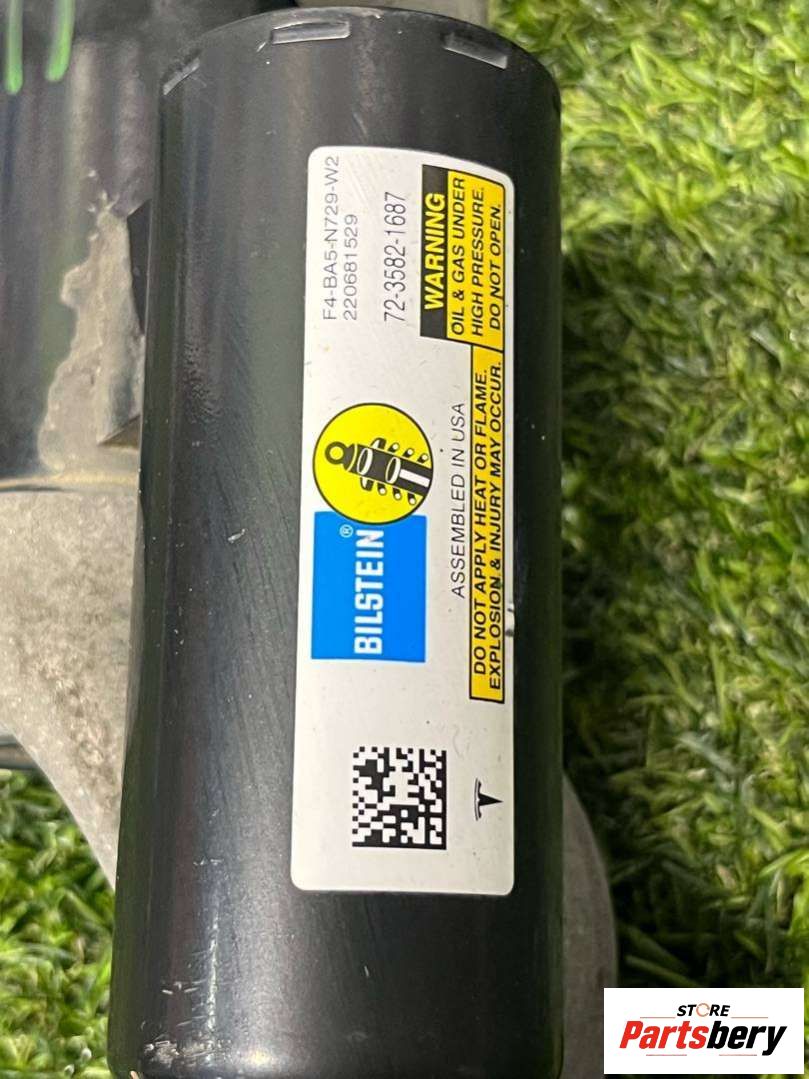 F4-BA5-N729-W2
220681529
72-3582-1687
WARNING
OIL & GAS UNDER
HIGH PRESSURE.
DO NOT OPEN.
BILSTEIN®
ASSEMBLED IN USA
DO NOT APPLY HEAT OR FLAME.
EXPLOSION & INJURY MAY OCCUR.
STORE
Partsbery